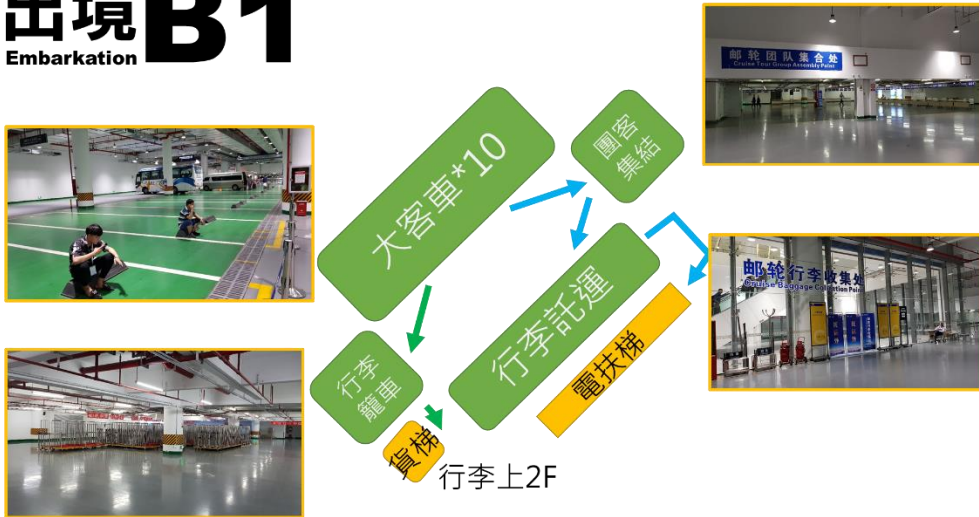 出境 B1
Embarkation
邮轮团队集合处
Cruise Tour Group Assembly Point
大客車*10
團客
集結
邮轮行李收集处
Cruise Baggage Collection Point
行李託運
電扶梯
行李
籠車
貨梯
行李上2F